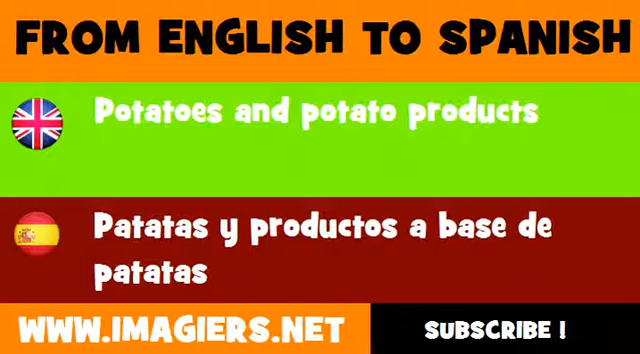 FROM ENGLISH TO SPANISH
Potatoes and potato products
Patatas y productos a base de
patatas
WWW.IMAGIERS.NET
SUBSCRIBE !